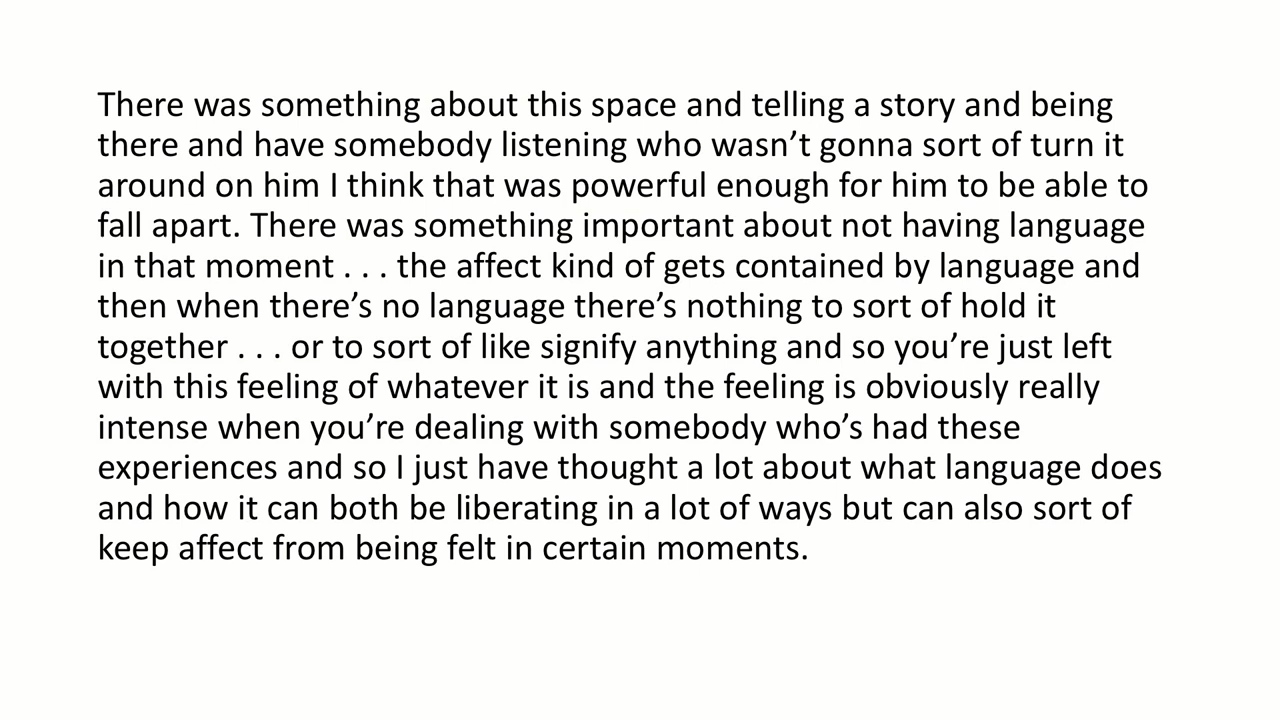 There was something about this space and telling a story and being
there and have somebody listening who wasn’t gonna sort of turn it
around on him I think that was powerful enough for him to be able to
fall apart. There was something important about not having language
in that moment . . . the affect kind of gets contained by language and
then when there’s no language there’s nothing to sort of hold it
together . . . or to sort of like signify anything and so you’re just left
with this feeling of whatever it is and the feeling is obviously really
intense when you’re dealing with somebody who’s had these
experiences and so I just have thought a lot about what language does
and how it can both be liberating in a lot of ways but can also sort of
keep affect from being felt in certain moments.